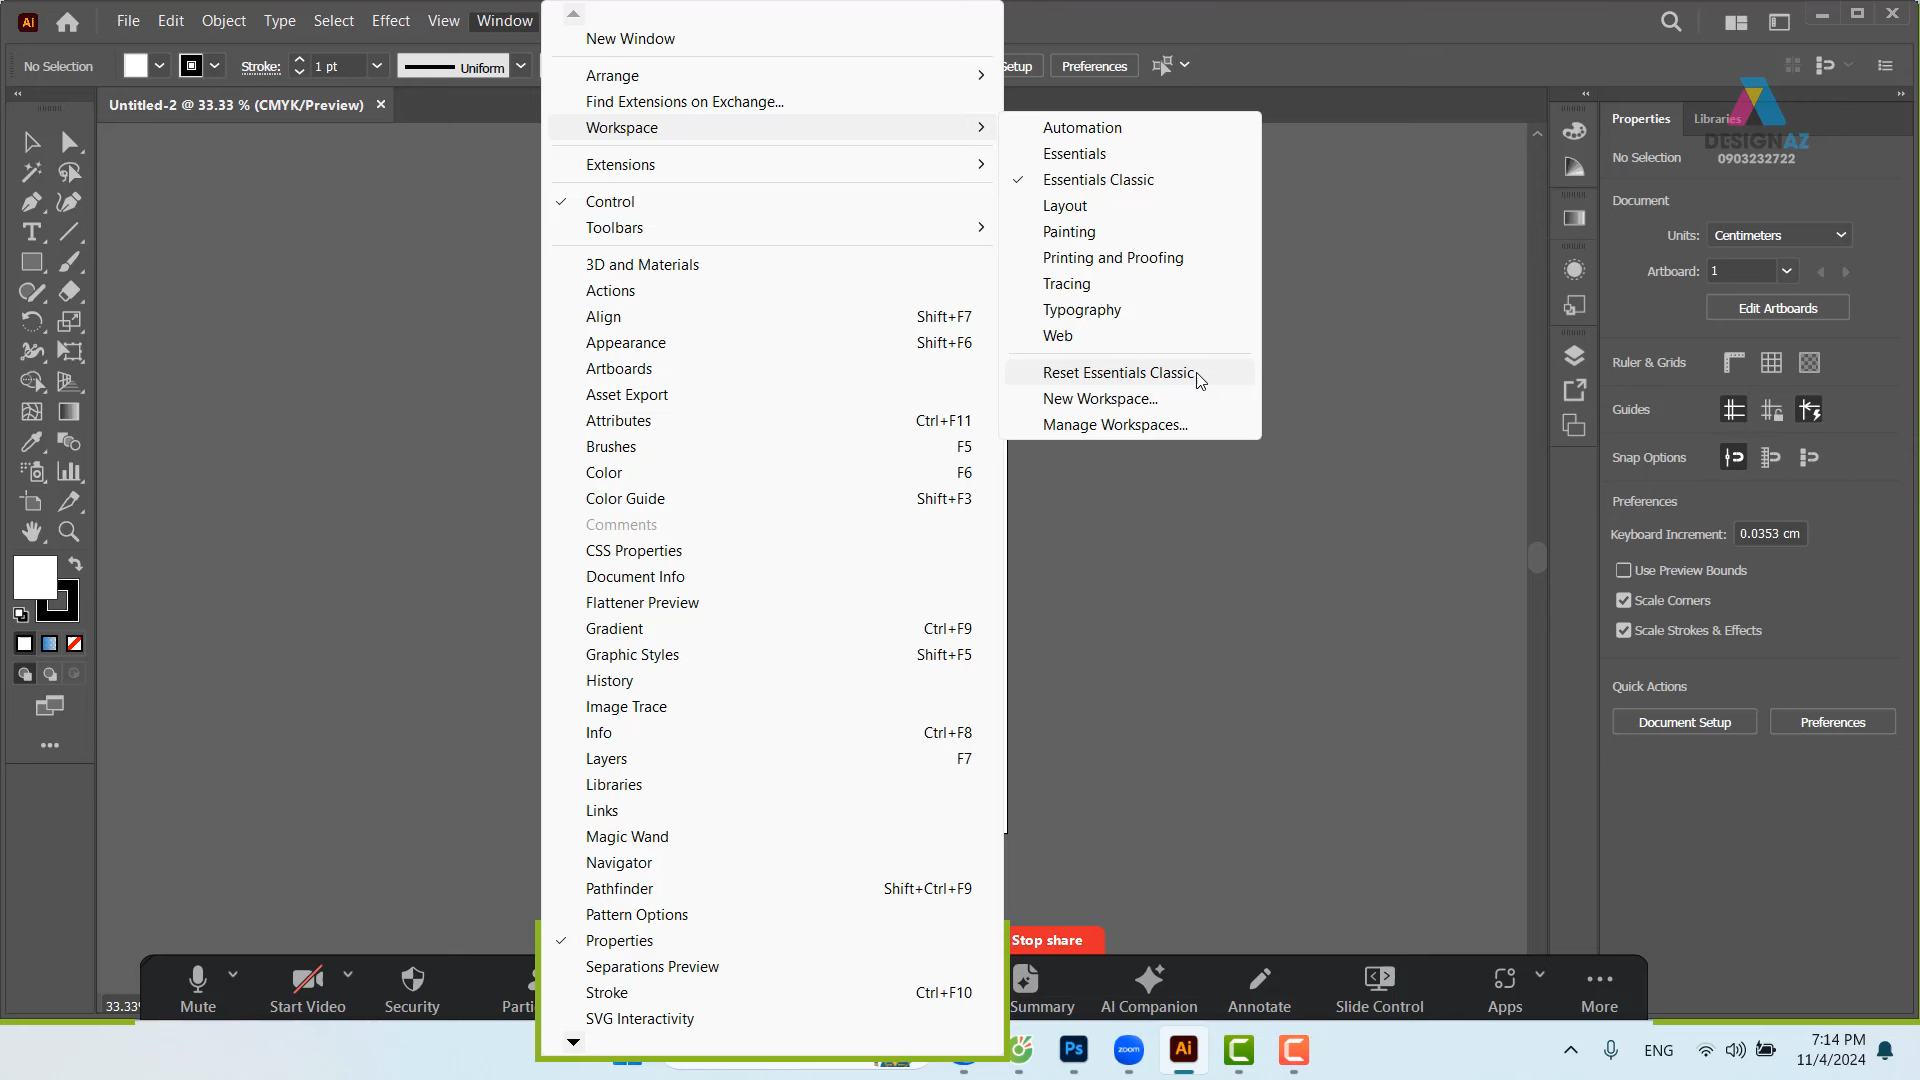 Ai File Edit Object Type Select Effect View Window
No Selection Stroke: 1 pt Uniform etup Preferences
Untitled-2 @ 33.33 % (CMYK/Preview) ×
New Window
Arrange
Find Extensions on Exchange...
Workspace
Extensions
Control
Toolbars
3D and Materials
Actions
Align Shift+F7
Appearance Shift+F6
Artboards
Asset Export
Attributes Ctrl+F11
Brushes F5
Color F6
Color Guide Shift+F3
Comments
CSS Properties
Document Info
Flattener Preview
Gradient Ctrl+F9
Graphic Styles Shift+F5
History
Image Trace
Info Ctrl+F8
Layers F7
Libraries
Links
Magic Wand
Navigator
Pathfinder Shift+Ctrl+F9
Pattern Options
Properties
Separations Preview
Stroke Ctrl+F10
SVG Interactivity
Automation
Essentials
Essentials Classic
Layout
Painting
Printing and Proofing
Tracing
Typography
Web
Reset Essentials Classic
New Workspace...
Manage Workspaces...
Properties Libraries
DESIGNAZ
0903232722
No Selection
Document
Units: Centimeters
Artboard: 1
Edit Artboards
Ruler & Grids
Guides
Snap Options
Preferences
Keyboard Increment: 0.0353 cm
Use Preview Bounds
Scale Corners
Scale Strokes & Effects
Quick Actions
Document Setup Preferences
Stop share
33.33%
Mute Start Video Security Parti Summary AI Companion Annotate Slide Control Apps More
Ps zoom Ai ENG
7:14 PM
11/4/2024